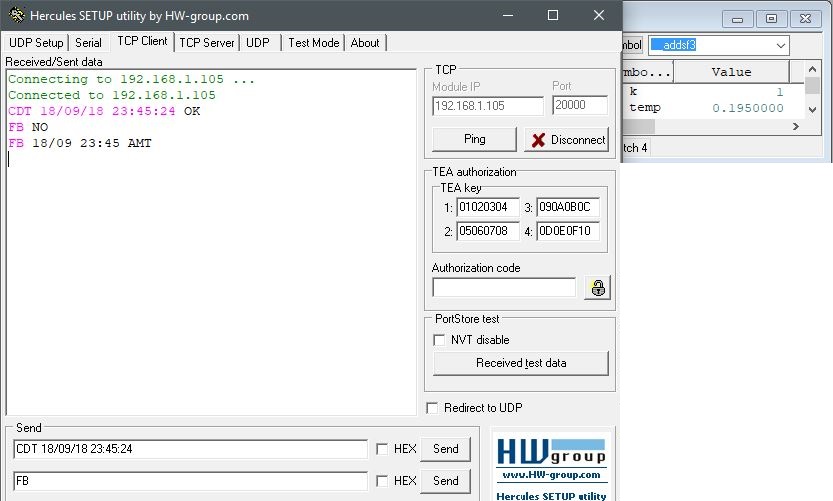 Hercules SETUP utility by HW-group.com
UDP Setup Serial TCP Client TCP Server UDP Test Mode About
Received/Sent data
Connecting to 192.168.1.105 ...
Connected to 192.168.1.105
CDT 18/09/18 23:45:24 OK
FB NO
FB 18/09 23:45 AMT
TCP
Module IP Port
192.168.1.105 20000
Ping Disconnect
TEA authorization
TEA key
1: 01020304 3: 090A0B0C
2: 05060708 4: 0D0E0F10
Authorization code
PortStore test
NVT disable
Received test data
Redirect to UDP
Send
CDT 18/09/18 23:45:24 HEX Send
FB HEX Send
HW group
www.HW-group.com
Hercules SETUP utility
mbol __addsf3
mbo... Value
k 1
temp 0.1950000
tch 4